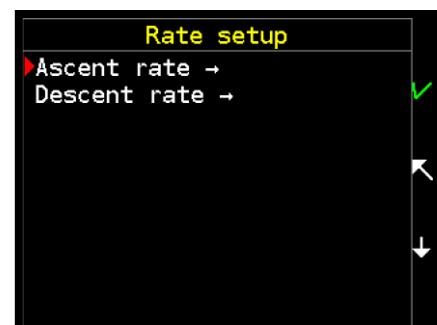 Rate setup
Ascent rate →
Descent rate →